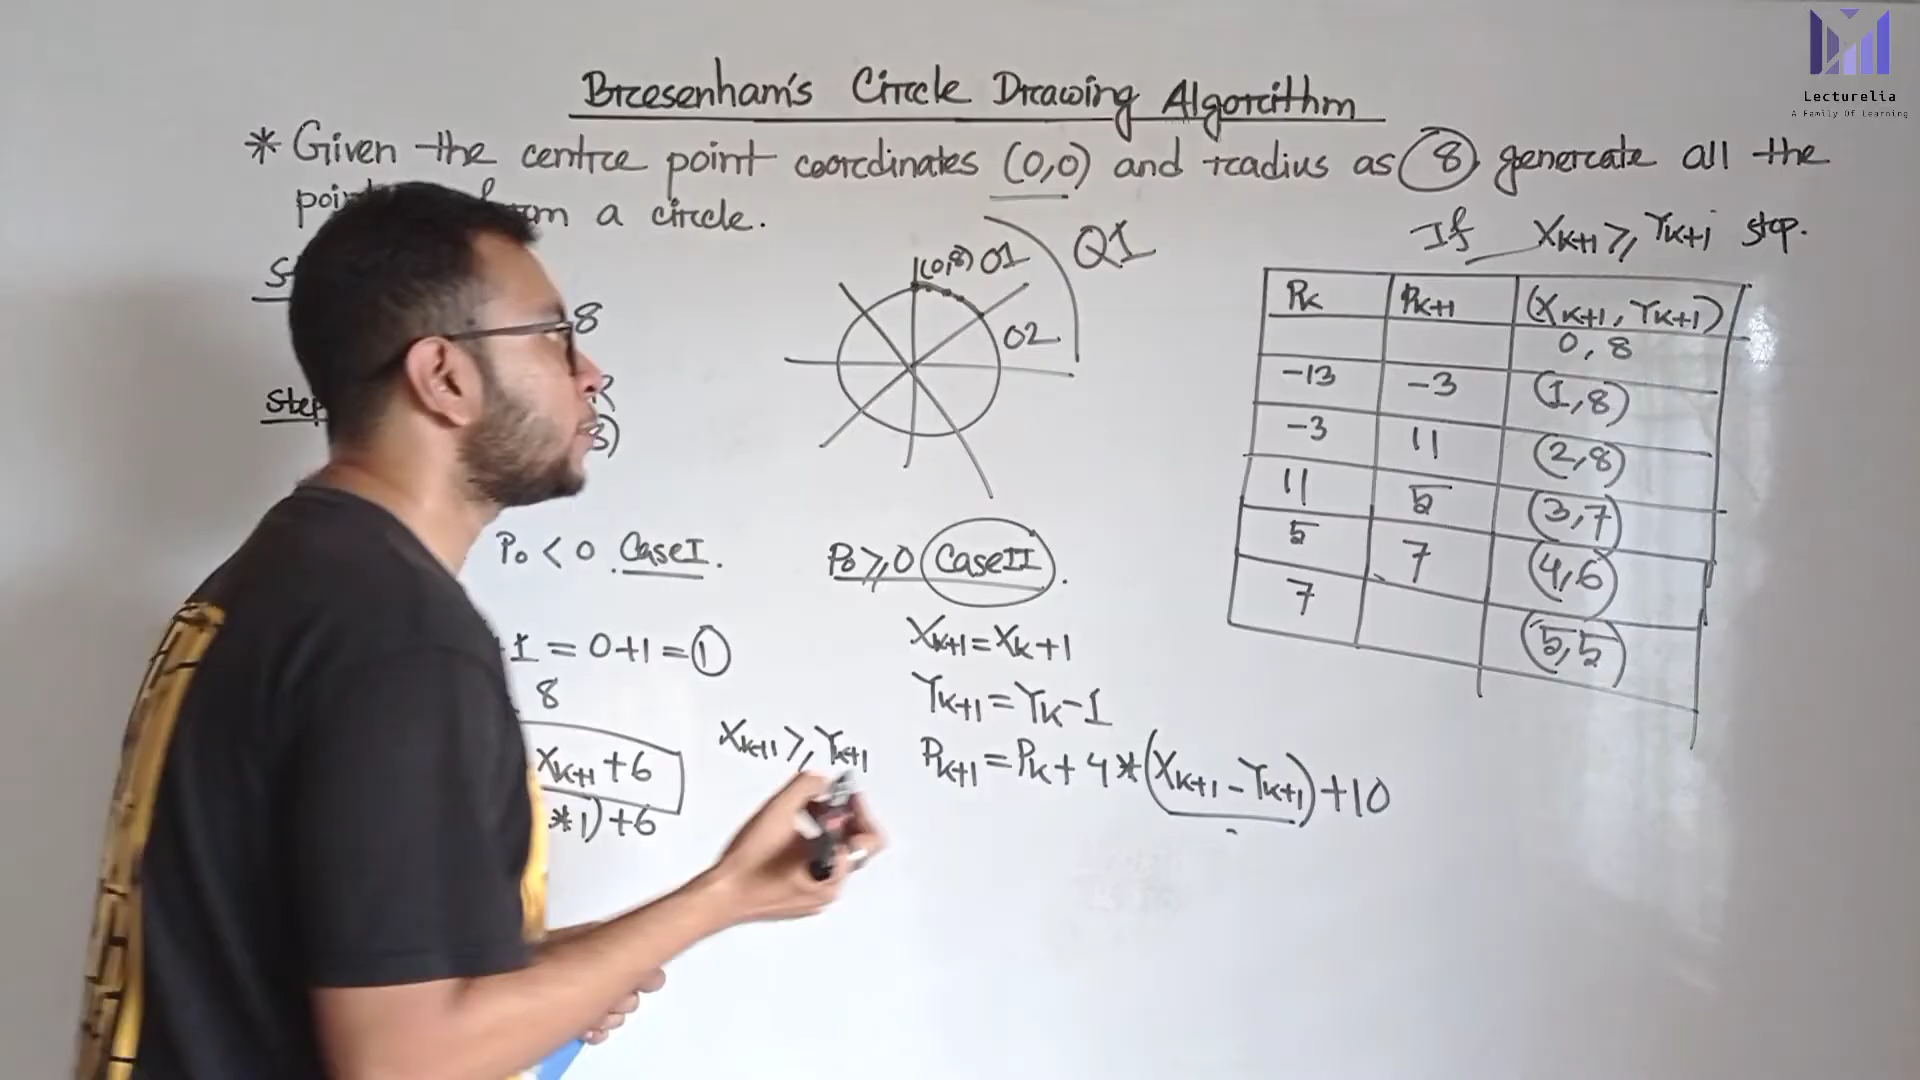 Bresenham's Circle Drawing Algorithm
* Given the centre point coordinates (0,0) and radius as 8 generate all the
a circle.
If Xk+1 ≥, Yk+1 stop.
(0,8) O1
Q1
O2
8
Step
8)
Pk Pk+1 (Xk+1, Yk+1)
0, 8
-13 -3 (1,8)
-3 11 (2,8)
11 5 (3,7)
5 7 (4,6)
7 (5,5)
P0 < 0 Case I.
P0 ≥, 0 Case II.
1 = 0+1 = 1
8
Xk+1 + 6
*1) + 6
Xk+1 ≥, Yk+1
Xk+1 = Xk + 1
Yk+1 = Yk - 1
Pk+1 = Pk + 4 * (Xk+1 - Yk+1) + 10
Lecturelia
A Family Of Learning